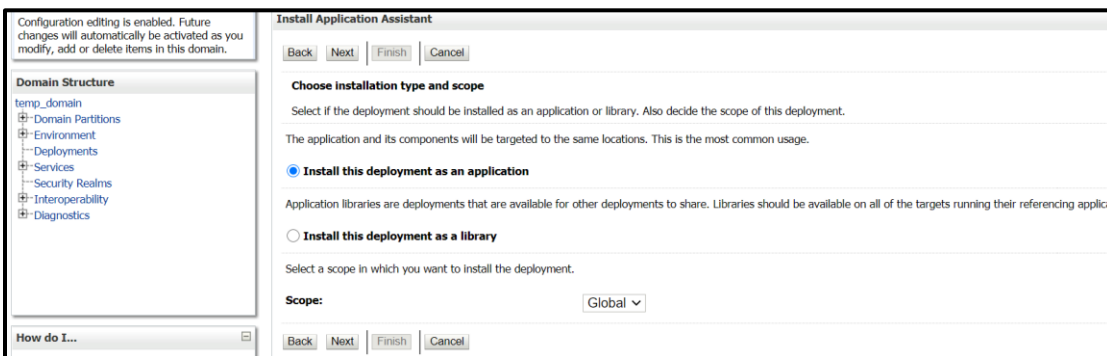 Configuration editing is enabled. Future
changes will automatically be activated as you
modify, add or delete items in this domain.
Domain Structure
temp_domain
Domain Partitions
Environment
Deployments
Services
Security Realms
Interoperability
Diagnostics
How do I...
Install Application Assistant
Back Next Finish Cancel
Choose installation type and scope
Select if the deployment should be installed as an application or library. Also decide the scope of this deployment.
The application and its components will be targeted to the same locations. This is the most common usage.
Install this deployment as an application
Application libraries are deployments that are available for other deployments to share. Libraries should be available on all of the targets running their referencing applic
Install this deployment as a library
Select a scope in which you want to install the deployment.
Scope: Global
Back Next Finish Cancel